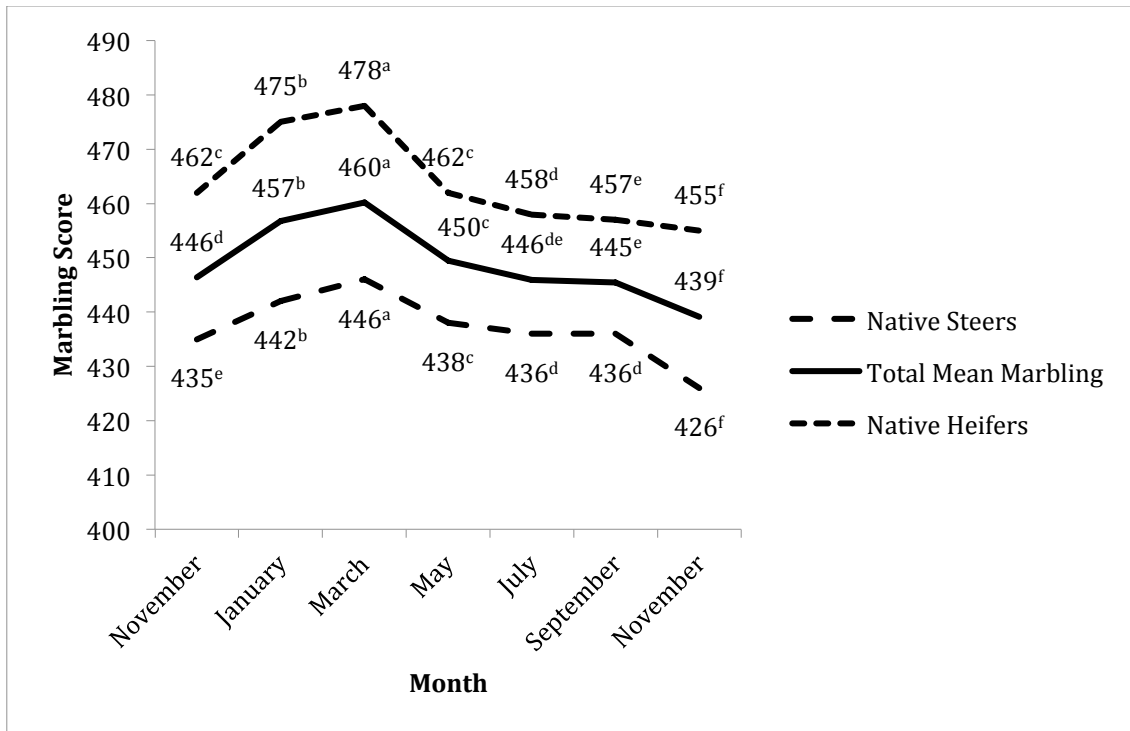 490
480
470
460
450
440
430
420
410
400
Marbling Score
462ᶜ
475ᵇ
478ᵃ
462ᶜ
458ᵈ
457ᵉ
455ᶠ
446ᵈ
457ᵇ
460ᵃ
450ᶜ
446ᵈᵉ
445ᵉ
439ᶠ
435ᵉ
442ᵇ
446ᵃ
438ᶜ
436ᵈ
436ᵈ
426ᶠ
November
January
March
May
July
September
November
Month
Native Steers
Total Mean Marbling
Native Heifers